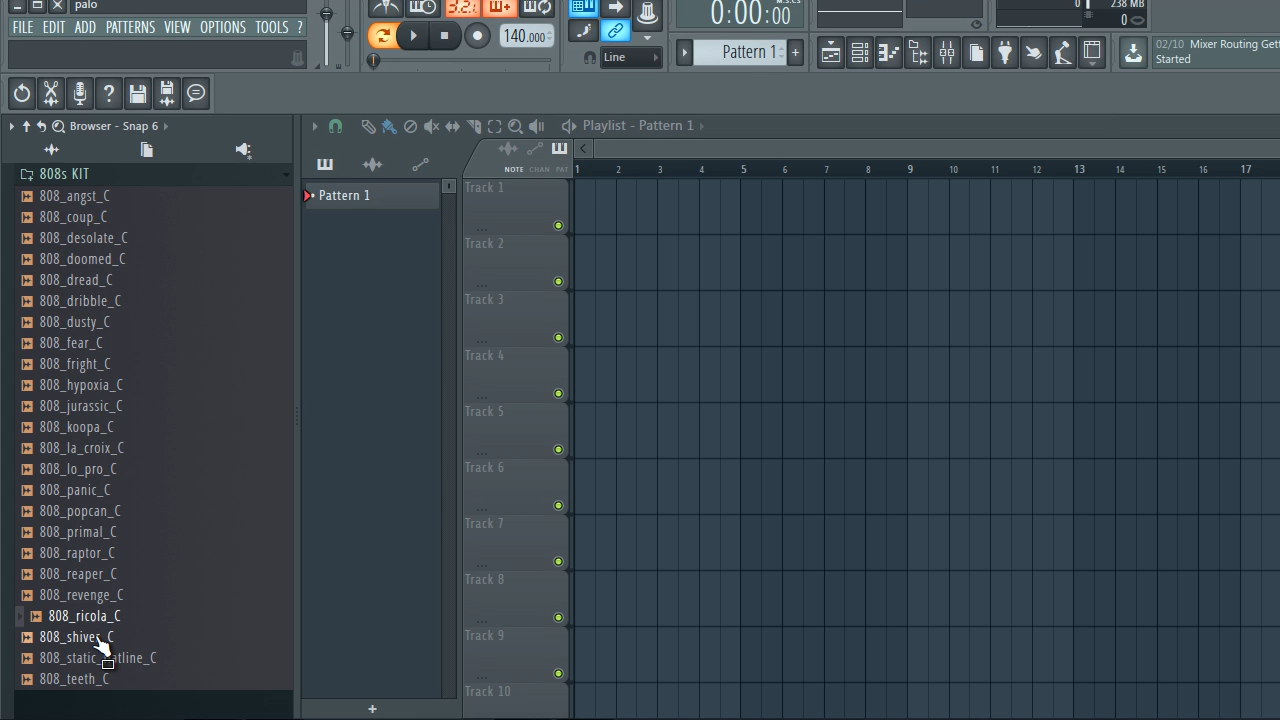 palo
FILE EDIT ADD PATTERNS VIEW OPTIONS TOOLS ?
3.2.
140.000
Line
M:S:CS
0:00:00
Pattern 1
238 MB
0
0
02/10 Mixer Routing Gett
Started
Browser - Snap 6
Playlist - Pattern 1
808s KIT
808_angst_C
808_coup_C
808_desolate_C
808_doomed_C
808_dread_C
808_dribble_C
808_dusty_C
808_fear_C
808_fright_C
808_hypoxia_C
808_jurassic_C
808_koopa_C
808_la_croix_C
808_lo_pro_C
808_panic_C
808_popcan_C
808_primal_C
808_raptor_C
808_reaper_C
808_revenge_C
808_ricola_C
808_teeth_C
Pattern 1
NOTE CHAN PAT
1 2 3 4 5 6 7 8 9 10 11 12 13 14 15 16 17
Track 1
Track 2
Track 3
Track 4
Track 5
Track 6
Track 7
Track 8
Track 9
Track 10